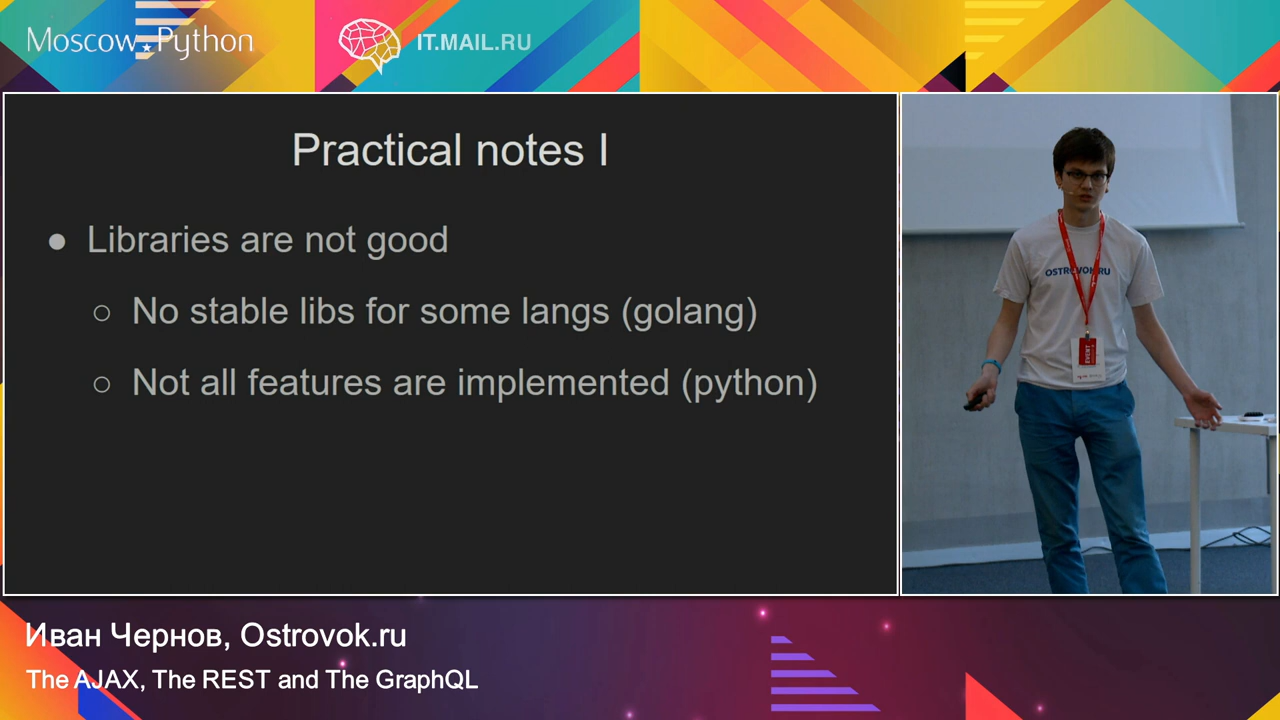 Moscow Python
IT.MAIL.RU
Practical notes I
● Libraries are not good
○ No stable libs for some langs (golang)
○ Not all features are implemented (python)
OSTROVOK.RU
EVENT
Иван Чернов, Ostrovok.ru
The AJAX, The REST and The GraphQL